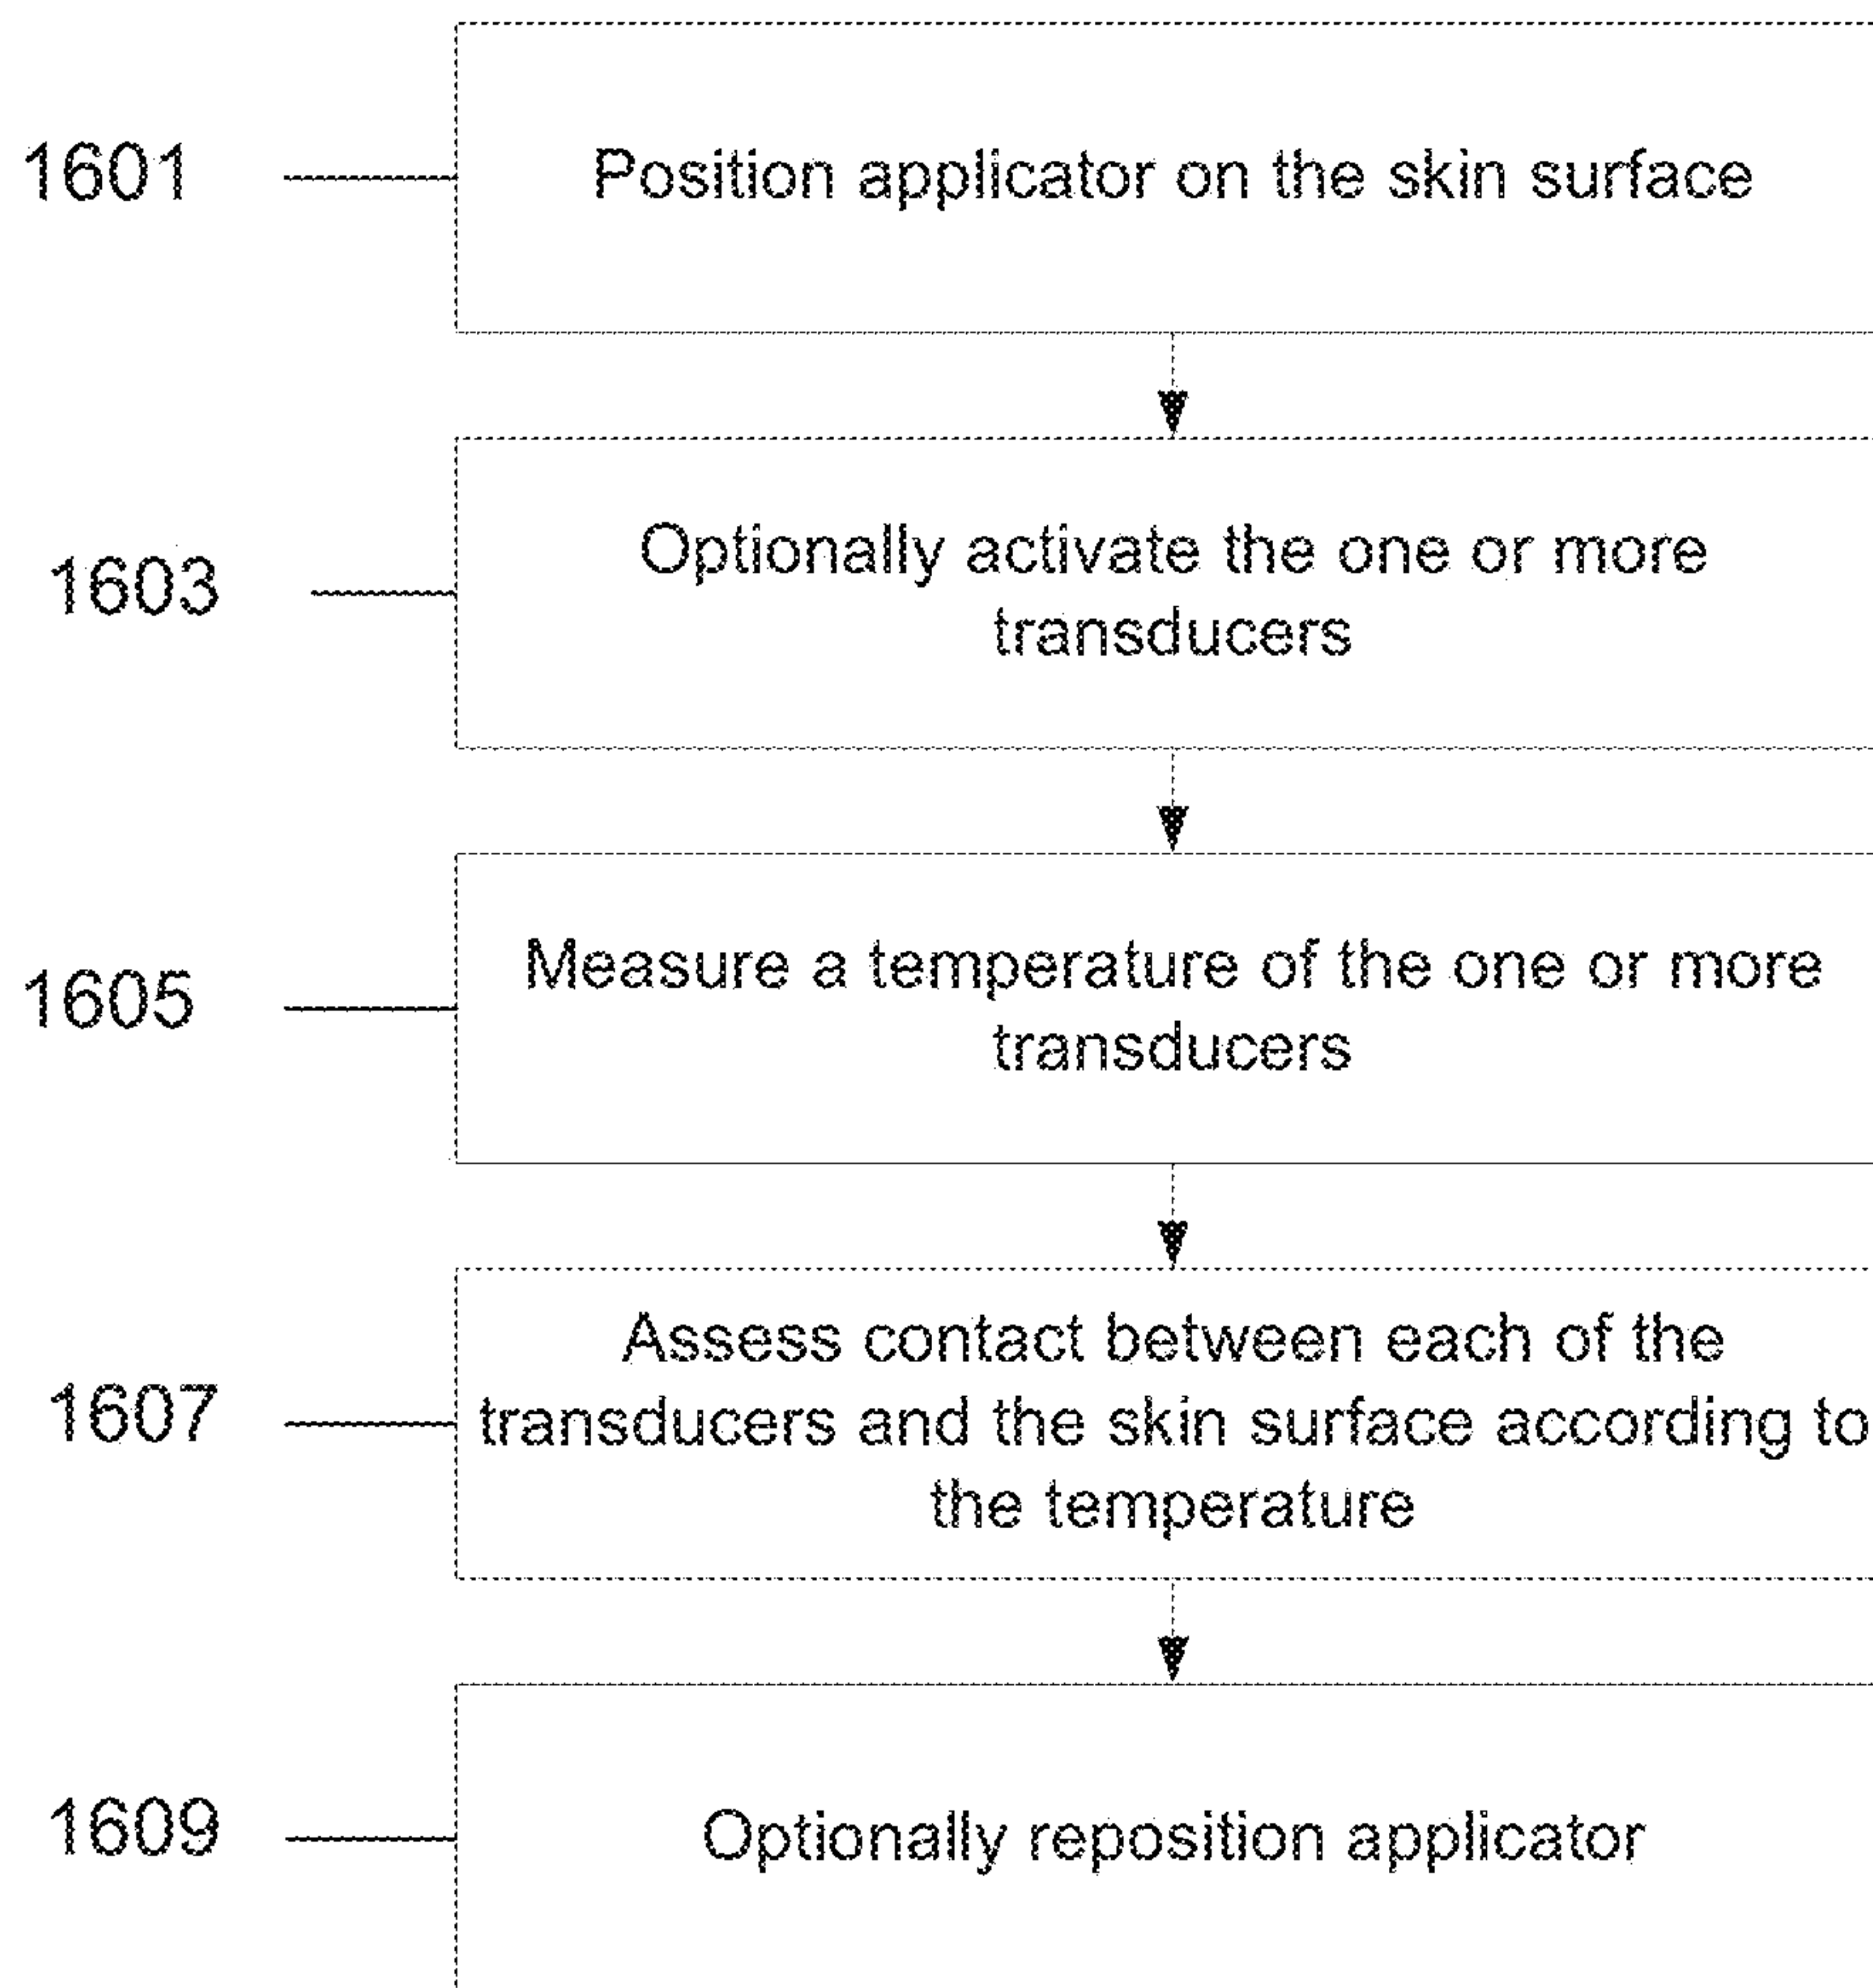 1601
Position applicator on the skin surface
1603
Optionally activate the one or more
transducers
1605
Measure a temperature of the one or more
transducers
1607
Assess contact between each of the
transducers and the skin surface according to
the temperature
1609
Optionally reposition applicator